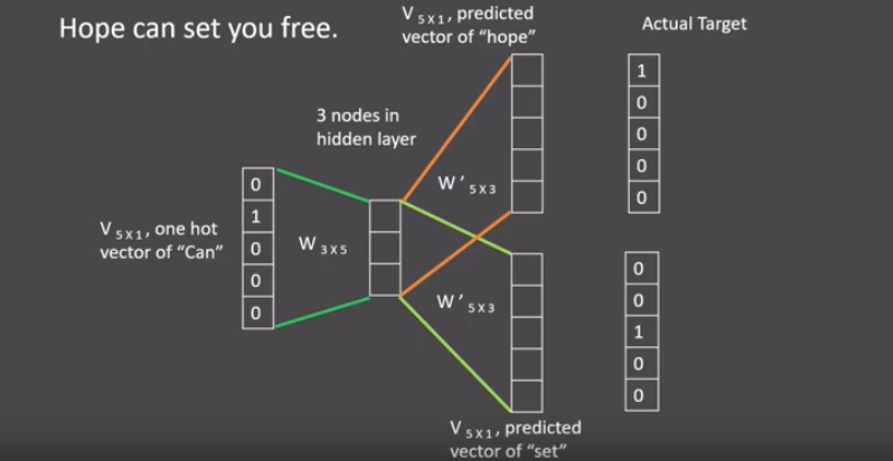 Hope can set you free.
V 5X1, predicted
vector of “hope”
Actual Target
3 nodes in
hidden layer
1
0
0
0
0
W’ 5X3
V 5X1, one hot
vector of “Can”
0
1
0
0
0
W 3X5
W’ 5X3
0
0
1
0
0
V 5X1, predicted
vector of “set”